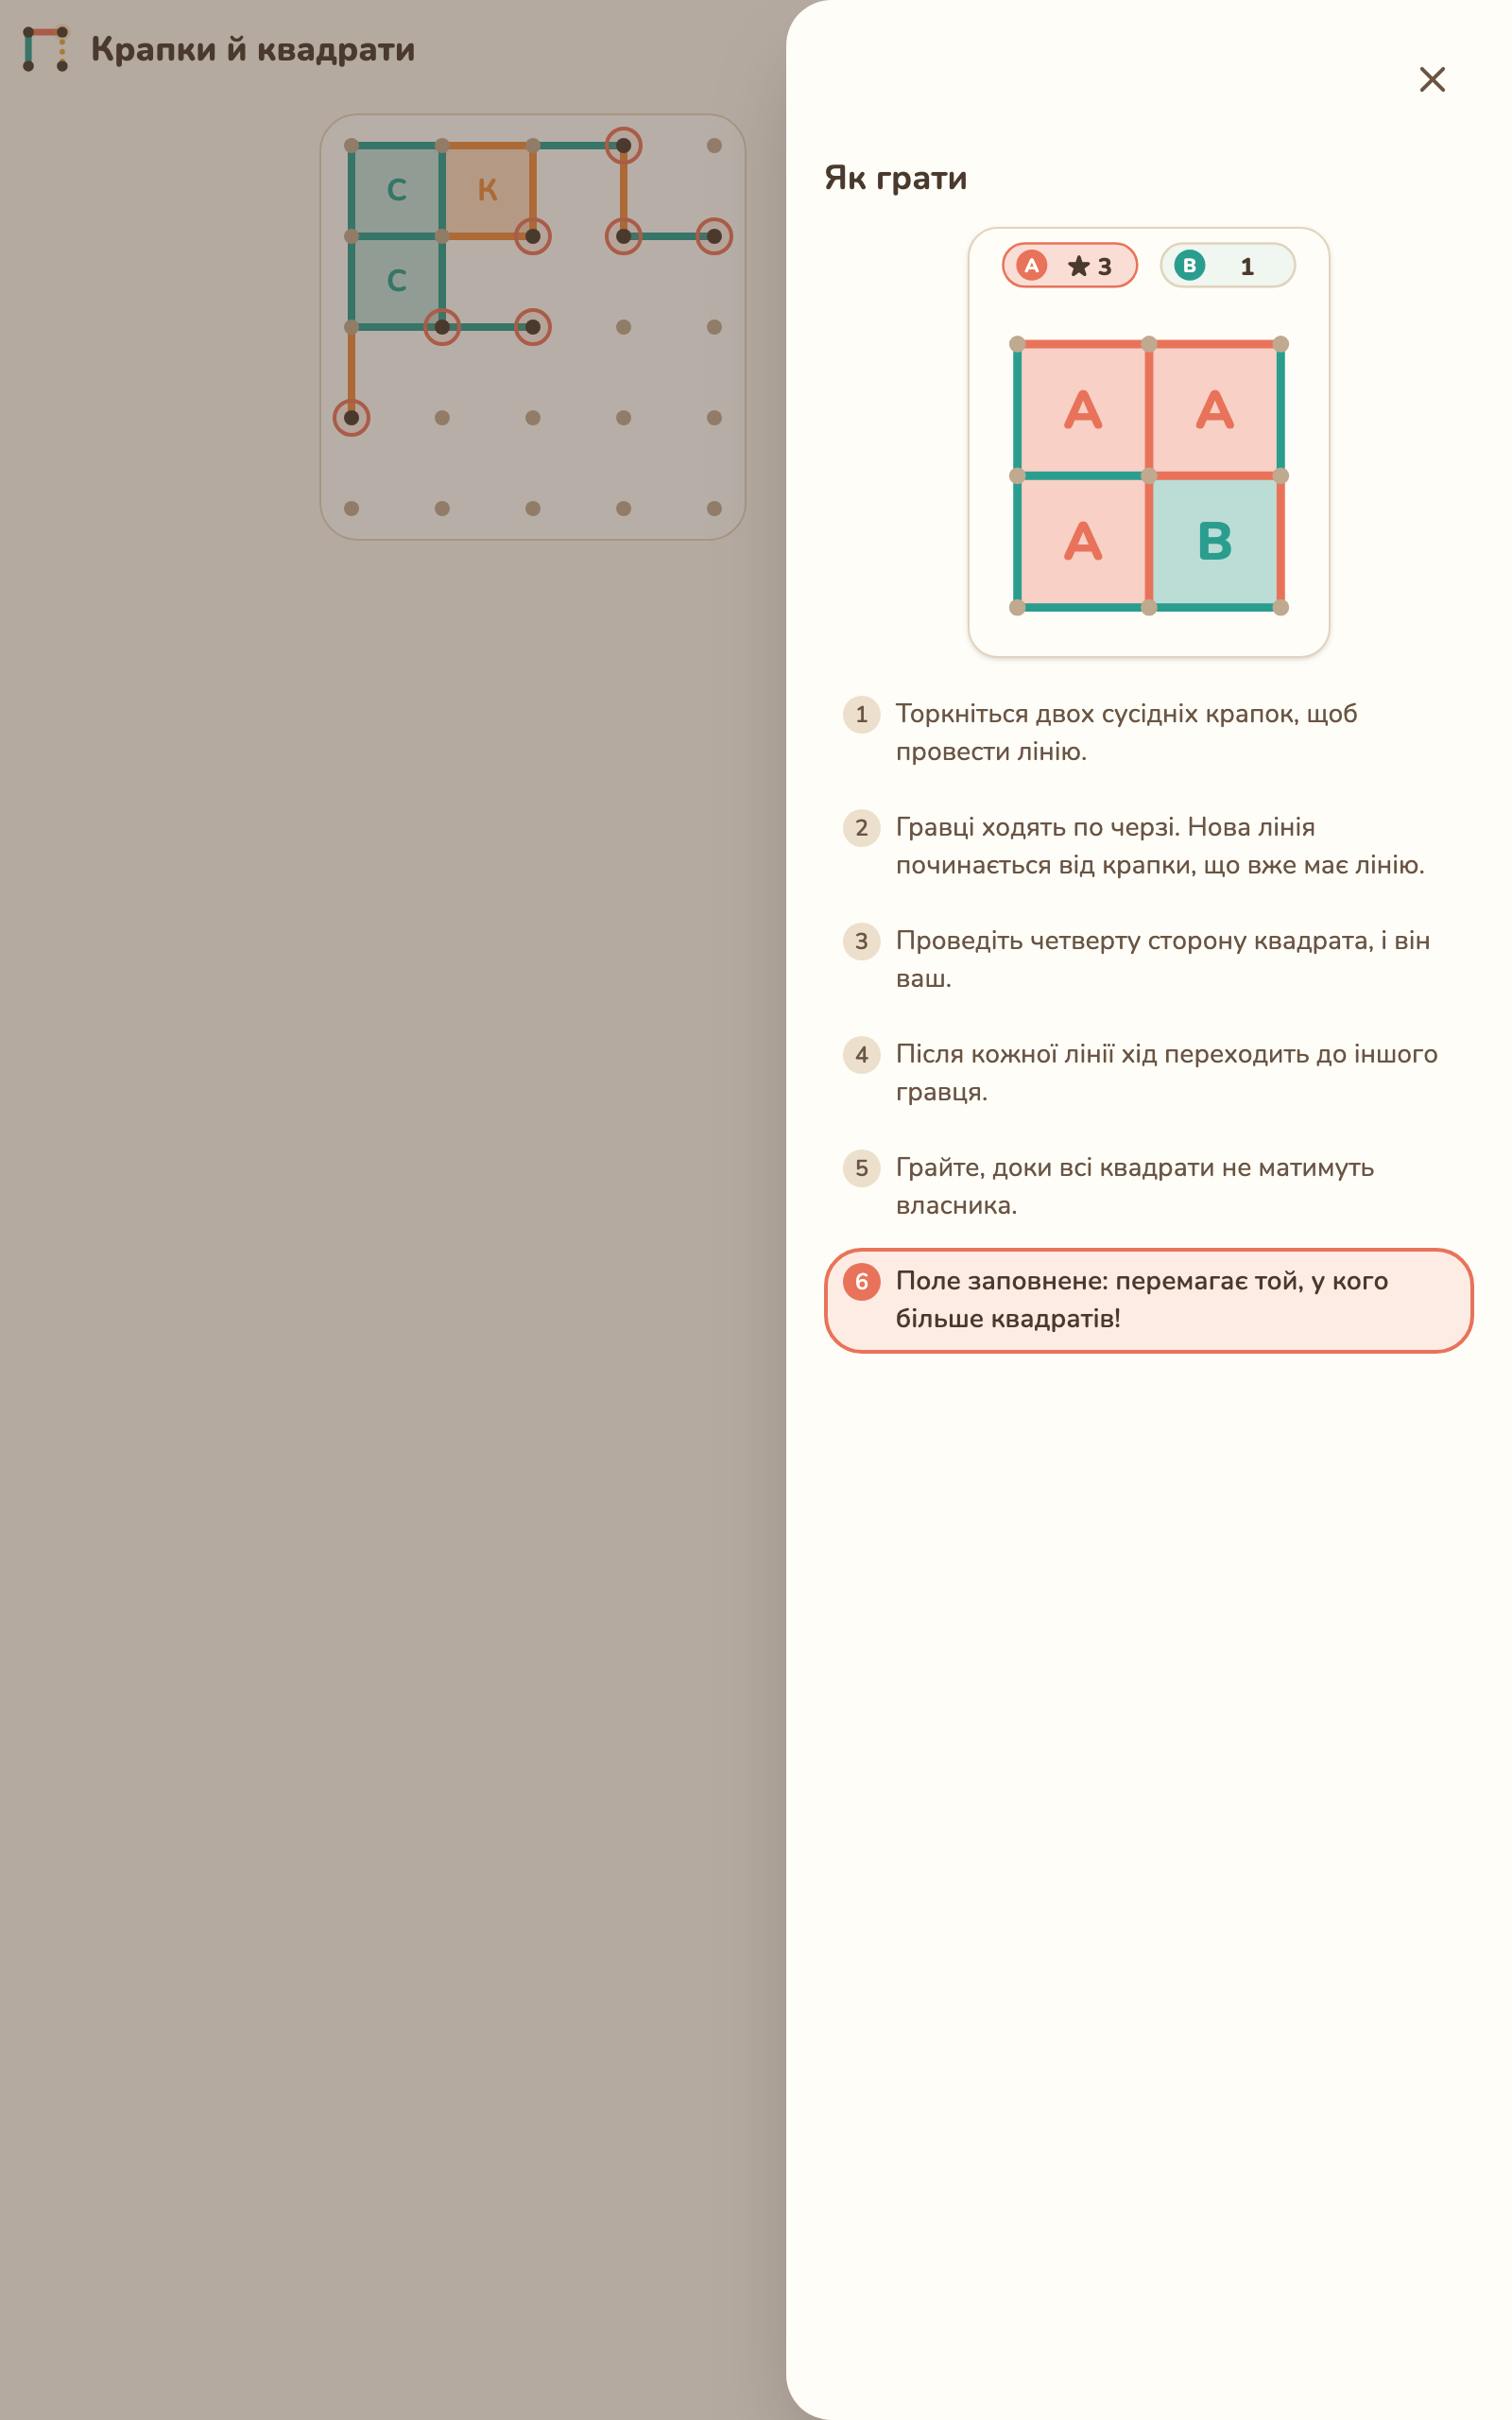 Крапки й квадрати
С
К
С
Як грати
A
★ 3
B
1
A
A
A
B
1
Торкніться двох сусідніх крапок, щоб
провести лінію.
2
Гравці ходять по черзі. Нова лінія
починається від крапки, що вже має лінію.
3
Проведіть четверту сторону квадрата, і він
ваш.
4
Після кожної лінії хід переходить до іншого
гравця.
5
Грайте, доки всі квадрати не матимуть
власника.
6
Поле заповнене: перемагає той, у кого
більше квадратів!